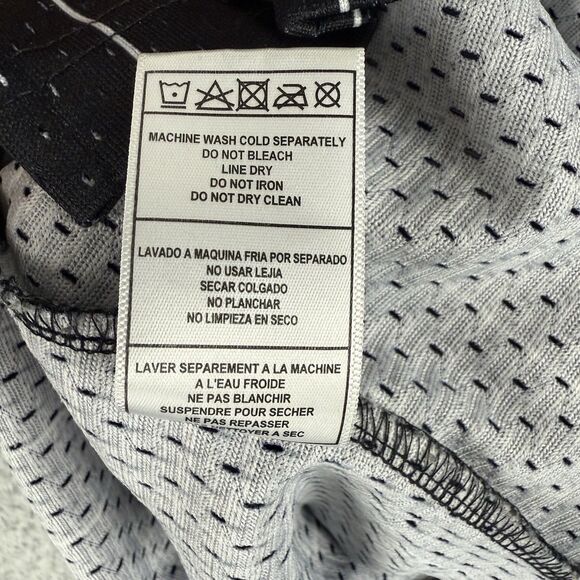 MACHINE WASH COLD SEPARATELY
DO NOT BLEACH
LINE DRY
DO NOT IRON
DO NOT DRY CLEAN
LAVADO A MAQUINA FRIA POR SEPARADO
NO USAR LEJIA
SECAR COLGADO
NO PLANCHAR
NO LIMPIEZA EN SECO
LAVER SEPAREMENT A LA MACHINE
A L'EAU FROIDE
NE PAS BLANCHIR
SUSPENDRE POUR SECHER
NE PAS REPASSER
A SEC